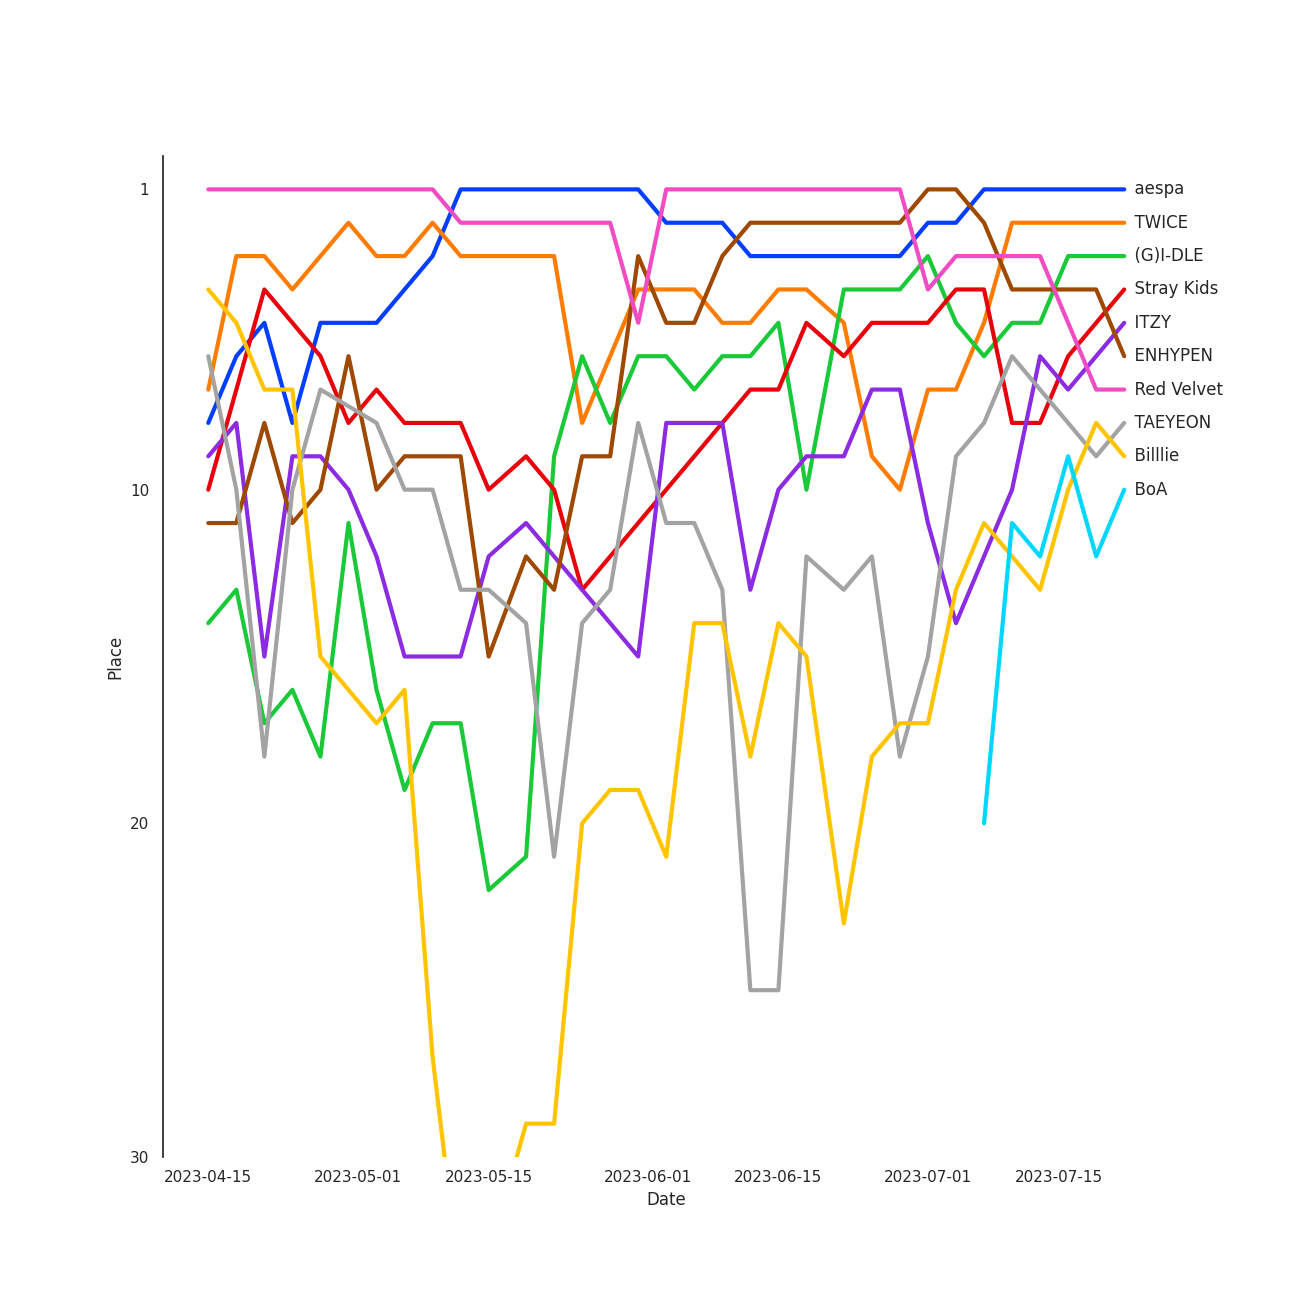 1
10
20
30
Place
2023-04-15
2023-05-01
2023-05-15
2023-06-01
2023-06-15
2023-07-01
2023-07-15
Date
aespa
TWICE
(G)I-DLE
Stray Kids
ITZY
ENHYPEN
Red Velvet
TAEYEON
Billlie
BoA